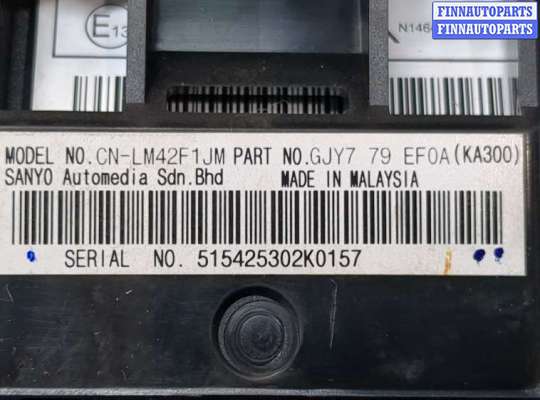 FINNAUTOPARTS
FINNAUTOPARTS
E13
N1464
MODEL NO.CN-LM42F1JM PART NO.GJY7 79 EF0A(KA300)
SANYO Automedia Sdn.Bhd MADE IN MALAYSIA
SERIAL NO. 515425302K0157